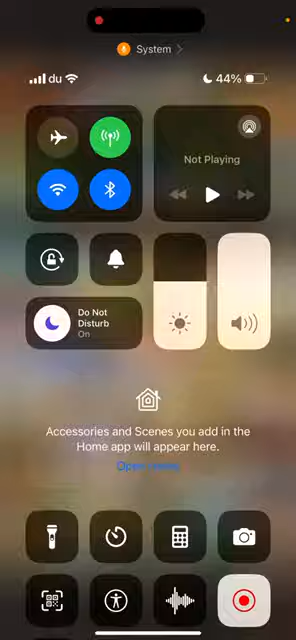 System
du
44%
Not Playing
Do Not
Disturb
On
Accessories and Scenes you add in the
Home app will appear here.
Open